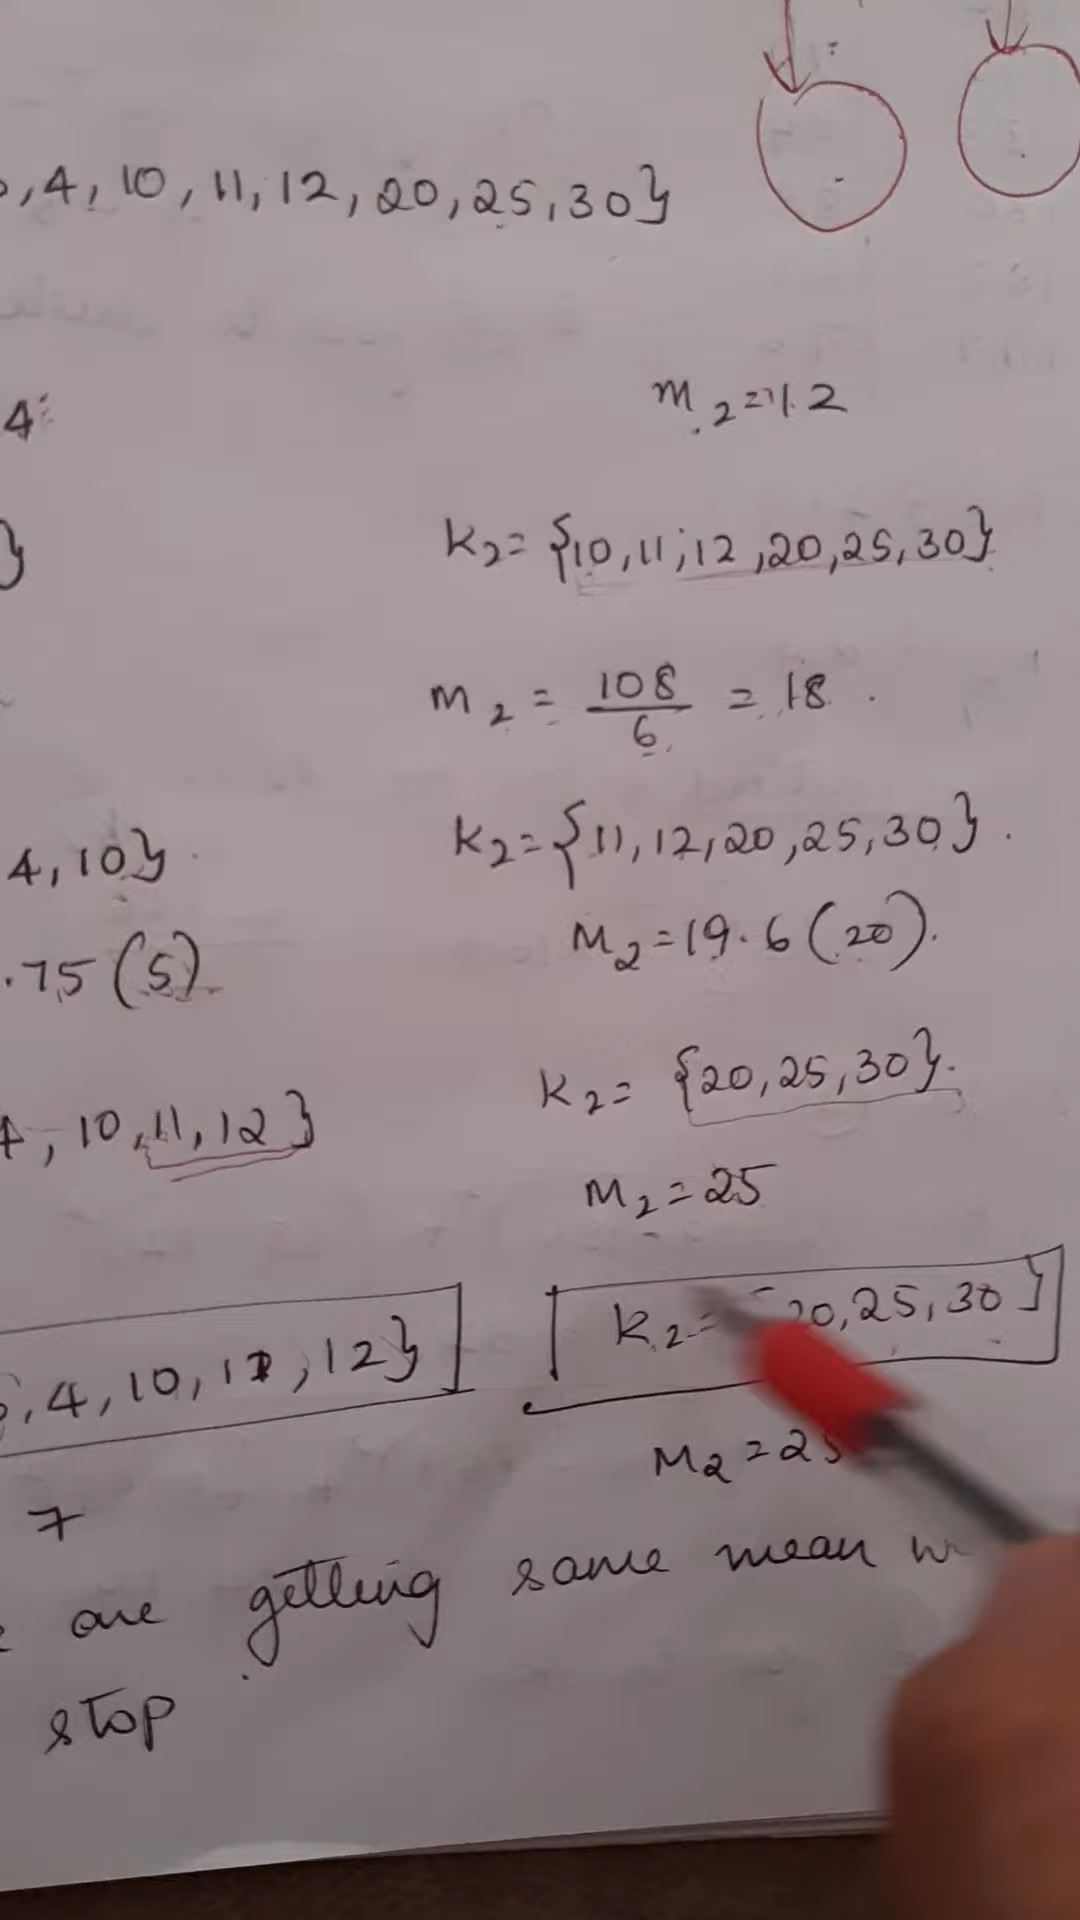 , 4, 10, 11, 12, 20, 25, 30}
4
m₂ = 12
}
K₂ = {10, 11, 12, 20, 25, 30}
m₂ = 108/6 = 18.
4, 10}
K₂ = {11, 12, 20, 25, 30}.
.75 (5)
M₂ = 19.6 (20).
K₂ = {20, 25, 30}.
, 10, 11, 12}
M₂ = 25
K₂ = 20, 25, 30}
, 4, 10, 11, 12}
M₂ = 25
7
are getting same mean
stop